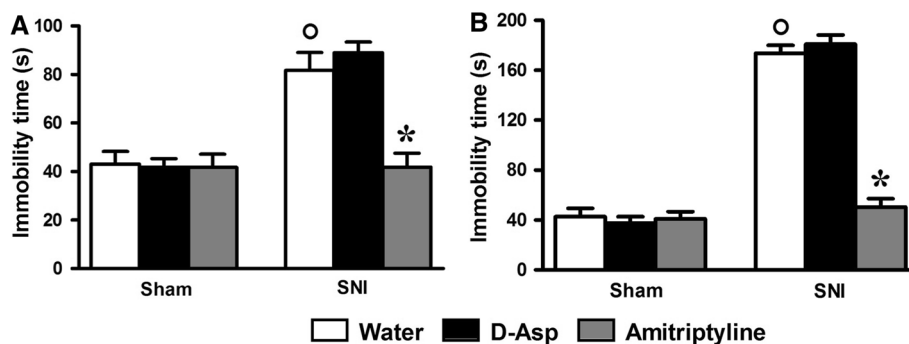 A
Immobility time (s)
100
80
60
40
20
0
Sham
SNI
*
B
Immobility time (s)
200
160
120
80
40
0
Sham
SNI
*
Water D-Asp Amitriptyline